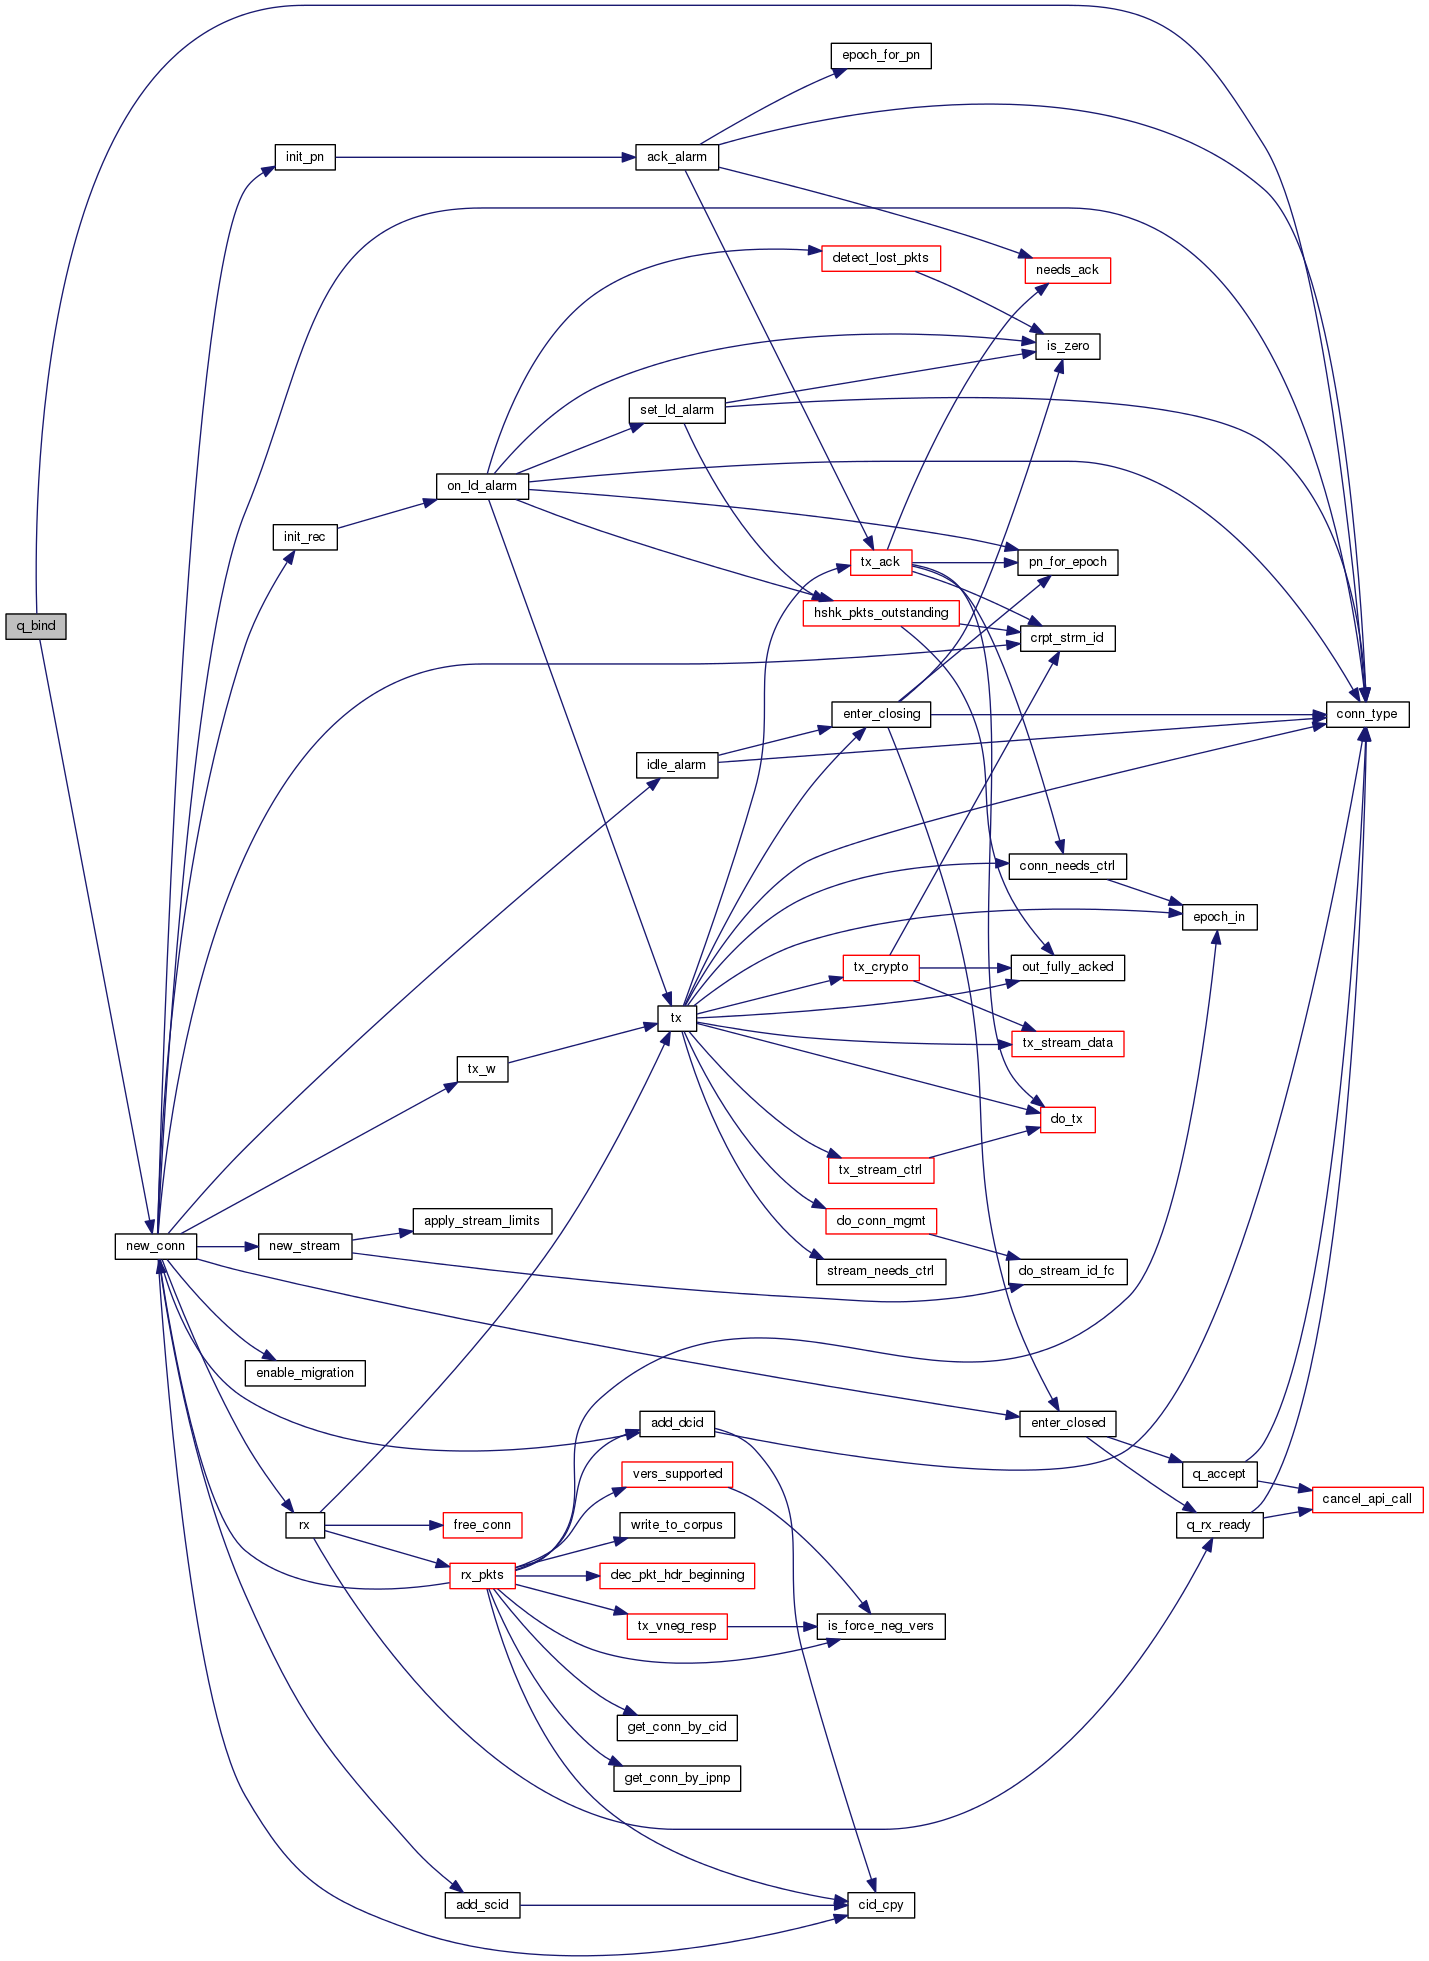 epoch_for_pn
init_pn
ack_alarm
detect_lost_pkts
needs_ack
is_zero
set_ld_alarm
on_ld_alarm
init_rec
tx_ack
pn_for_epoch
hshk_pkts_outstanding
q_bind
crpt_strm_id
enter_closing
conn_type
idle_alarm
conn_needs_ctrl
epoch_in
tx_crypto
out_fully_acked
tx
tx_stream_data
tx_w
do_tx
tx_stream_ctrl
apply_stream_limits
do_conn_mgmt
new_conn
new_stream
stream_needs_ctrl
do_stream_id_fc
enable_migration
add_dcid
enter_closed
vers_supported
q_accept
cancel_api_call
rx
free_conn
write_to_corpus
q_rx_ready
rx_pkts
dec_pkt_hdr_beginning
tx_vneg_resp
is_force_neg_vers
get_conn_by_cid
get_conn_by_ipnp
add_scid
cid_cpy